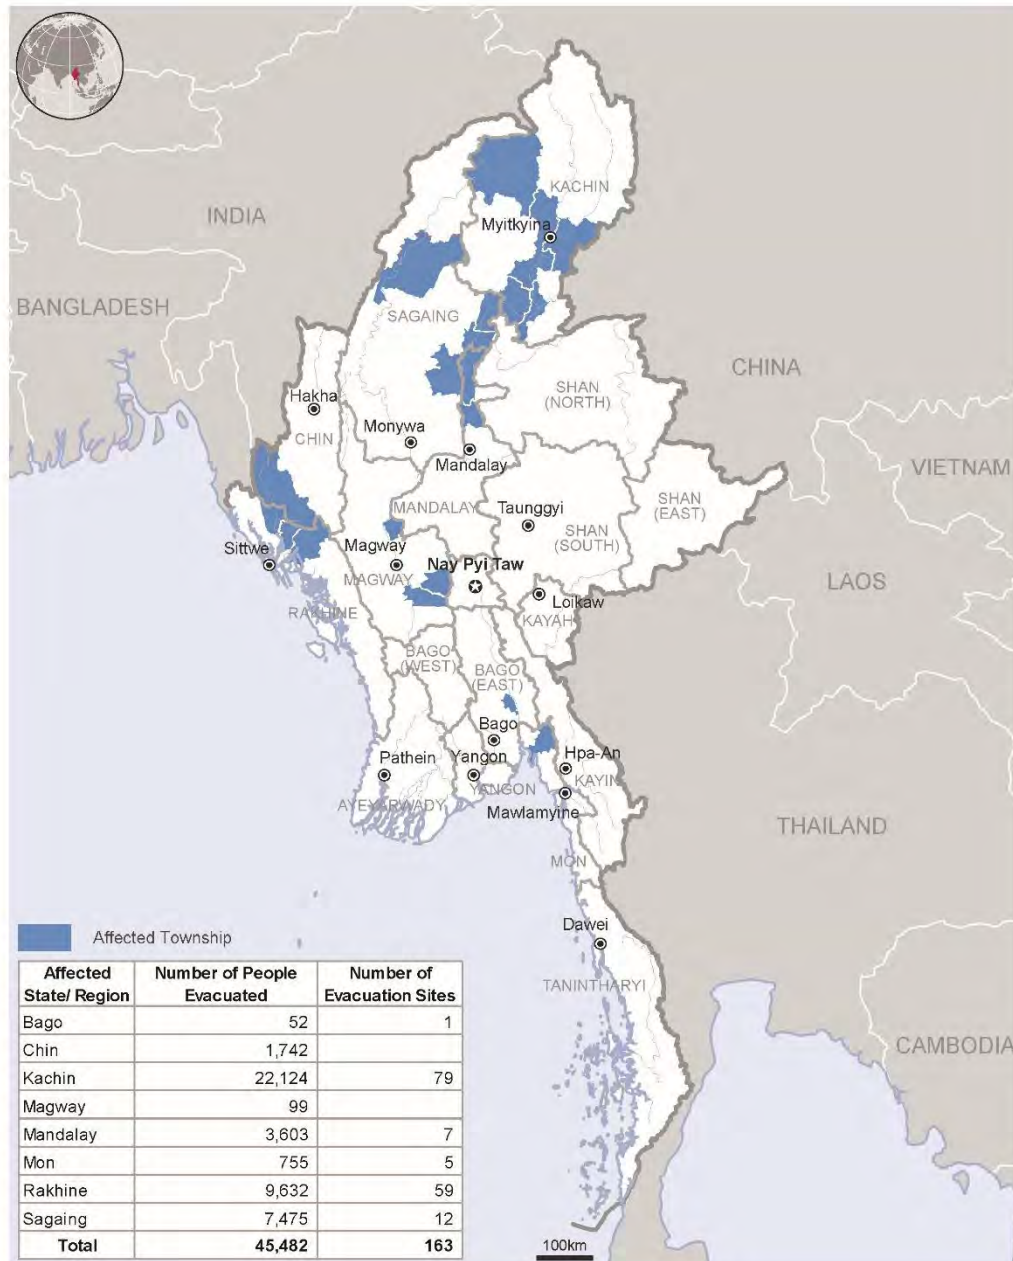 KACHIN
Myitkyina
INDIA
BANGLADESH
SAGAING
CHINA
SHAN
(NORTH)
Hakha
CHIN
Monywa
Mandalay
VIETNAM
MANDALAY
Taunggyi
SHAN
(EAST)
SHAN
(SOUTH)
Sittwe
Magway
Nay Pyi Taw
MAGWAY
LAOS
Loikaw
RAKHINE
KAYAH
BAGO
(WEST)
BAGO
(EAST)
Bago
Pathein
Yangon
Hpa-An
KAYIN
YANGON
AYEYARWADY
Mawlamyine
THAILAND
MON
Dawei
TANINTHARYI
CAMBODIA
Affected Township
Affected State/ Region Number of People Evacuated Number of Evacuation Sites
Bago 52 1
Chin 1,742
Kachin 22,124 79
Magway 99
Mandalay 3,603 7
Mon 755 5
Rakhine 9,632 59
Sagaing 7,475 12
Total 45,482 163
100km